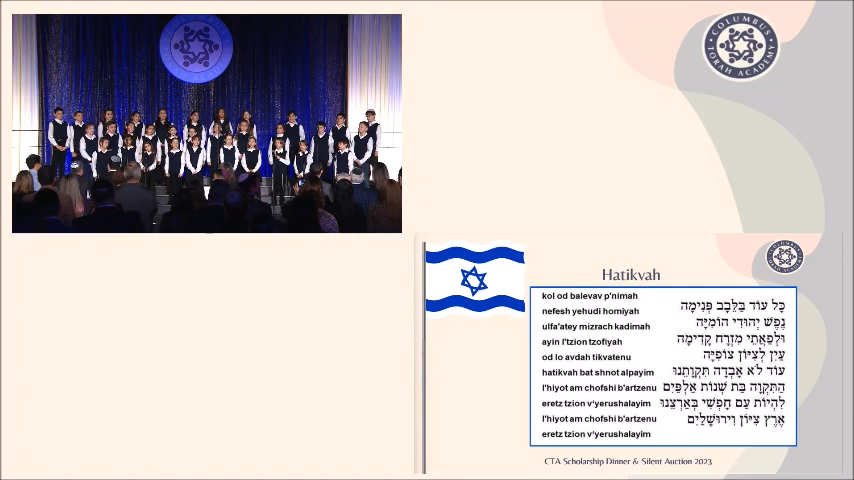 COLUMBUS
TORAH ACADEMY
COLUMBUS
TORAH ACADEMY
Hatikvah
kol od balevav p'nimah
nefesh yehudi homiyah
ulfa'atey mizrach kadimah
ayin l'tzion tzofiyah
od lo avdah tikvatenu
hatikvah bat shnot alpayim
l'hiyot am chofshi b'artzenu
eretz tzion v'yerushalayim
l'hiyot am chofshi b'artzenu
eretz tzion v'yerushalayim
כָּל עוֹד בַּלֵּבָב פְּנִימָה
נֶפֶשׁ יְהוּדִי הוֹמִיָּה
וּלְפַאֲתֵי מִזְרָח קָדִימָה
עַיִן לְצִיּוֹן צוֹפִיָּה
עוֹד לֹא אָבְדָה תִּקְוָתֵנוּ
הַתִּקְוָה בַּת שְׁנוֹת אַלְפַּיִם
לִהְיוֹת עַם חָפְשִׁי בְּאַרְצֵנוּ
אֶרֶץ צִיּוֹן וִירוּשָׁלַיִם
CTA Scholarship Dinner & Silent Auction 2023